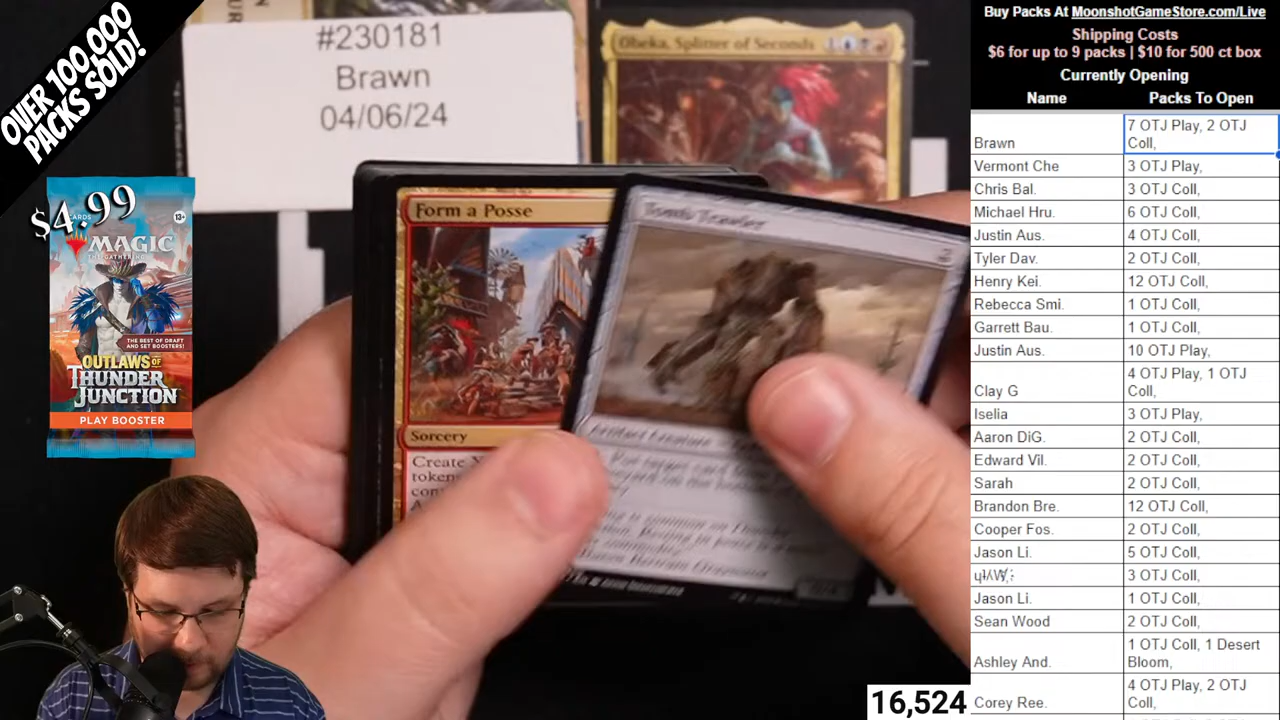 OVER 100,000
PACKS SOLD!
$4.99
13+
MAGIC
THE GATHERING
THE BEST OF DRAFT
AND SET BOOSTERS!
OUTLAWS OF
THUNDER
JUNCTION
PLAY BOOSTER
#230181
Brawn
04/06/24
Obeka, Splitter of Seconds
Form a Posse
Sorcery
Create
token
Tomb Trawler
Artifact Creature
Buy Packs At MoonshotGameStore.com/Live
Shipping Costs
$6 for up to 9 packs | $10 for 500 ct box
Currently Opening
Name Packs To Open
Brawn 7 OTJ Play, 2 OTJ
Coll,
Vermont Che 3 OTJ Play,
Chris Bal. 3 OTJ Coll,
Michael Hru. 6 OTJ Coll,
Justin Aus. 4 OTJ Coll,
Tyler Dav. 2 OTJ Coll,
Henry Kei. 12 OTJ Coll,
Rebecca Smi. 1 OTJ Coll,
Garrett Bau. 1 OTJ Coll,
Justin Aus. 10 OTJ Play,
Clay G 4 OTJ Play, 1 OTJ
Coll,
Iselia 3 OTJ Play,
Aaron DiG. 2 OTJ Coll,
Edward Vil. 2 OTJ Coll,
Sarah 2 OTJ Coll,
Brandon Bre. 12 OTJ Coll,
Cooper Fos. 2 OTJ Coll,
Jason Li. 5 OTJ Coll,
3 OTJ Coll,
Jason Li. 1 OTJ Coll,
Sean Wood 2 OTJ Coll,
Ashley And. 1 OTJ Coll, 1 Desert
Bloom,
Corey Ree. 4 OTJ Play, 2 OTJ
Coll,
16,524